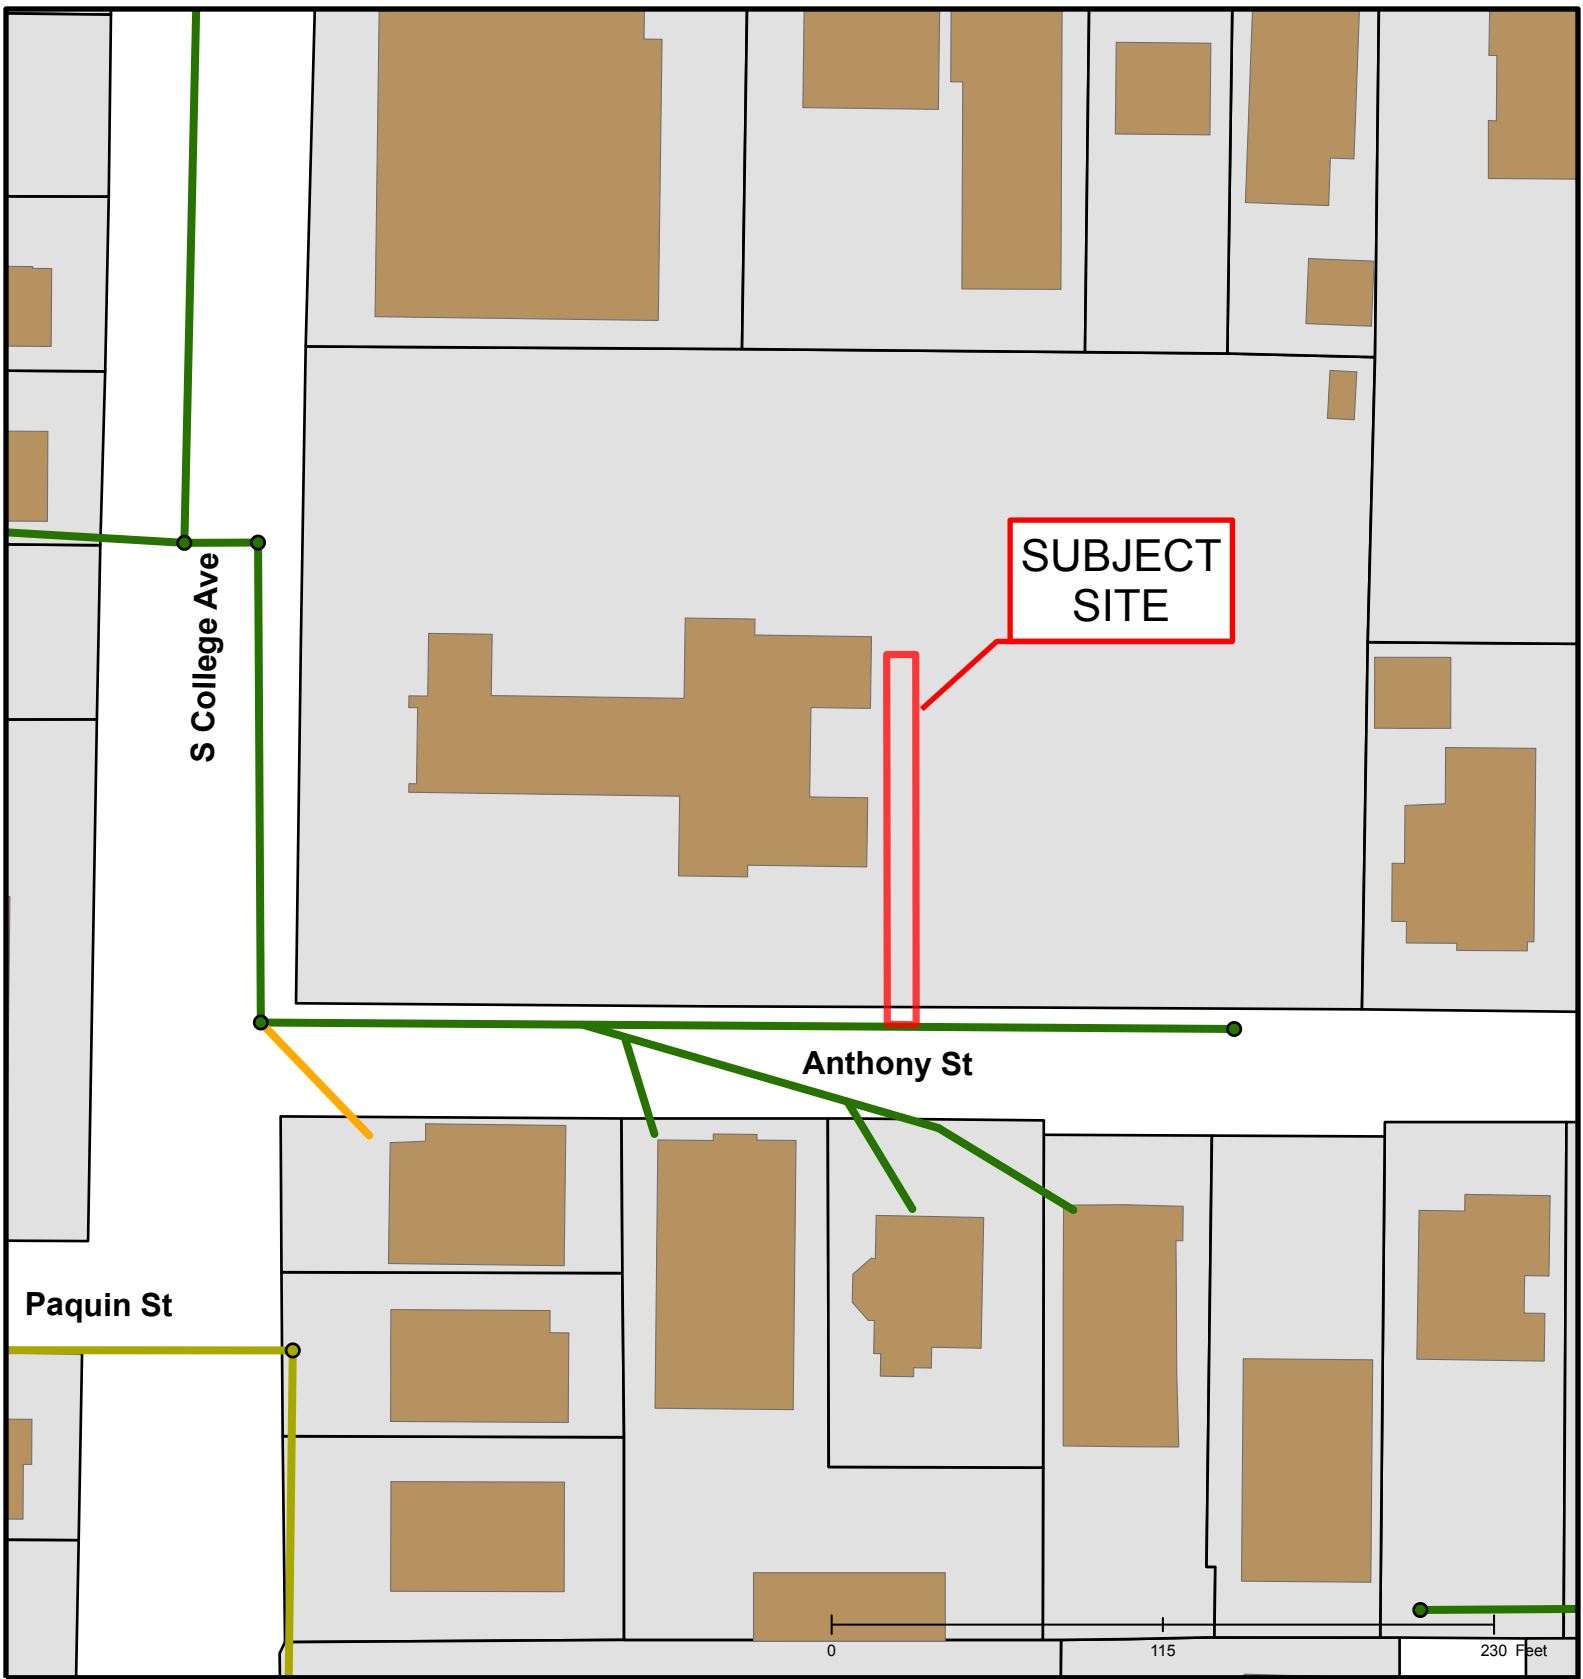 SUBJECT
SITE
S College Ave
Anthony St
Paquin St
0 115 230 Feet